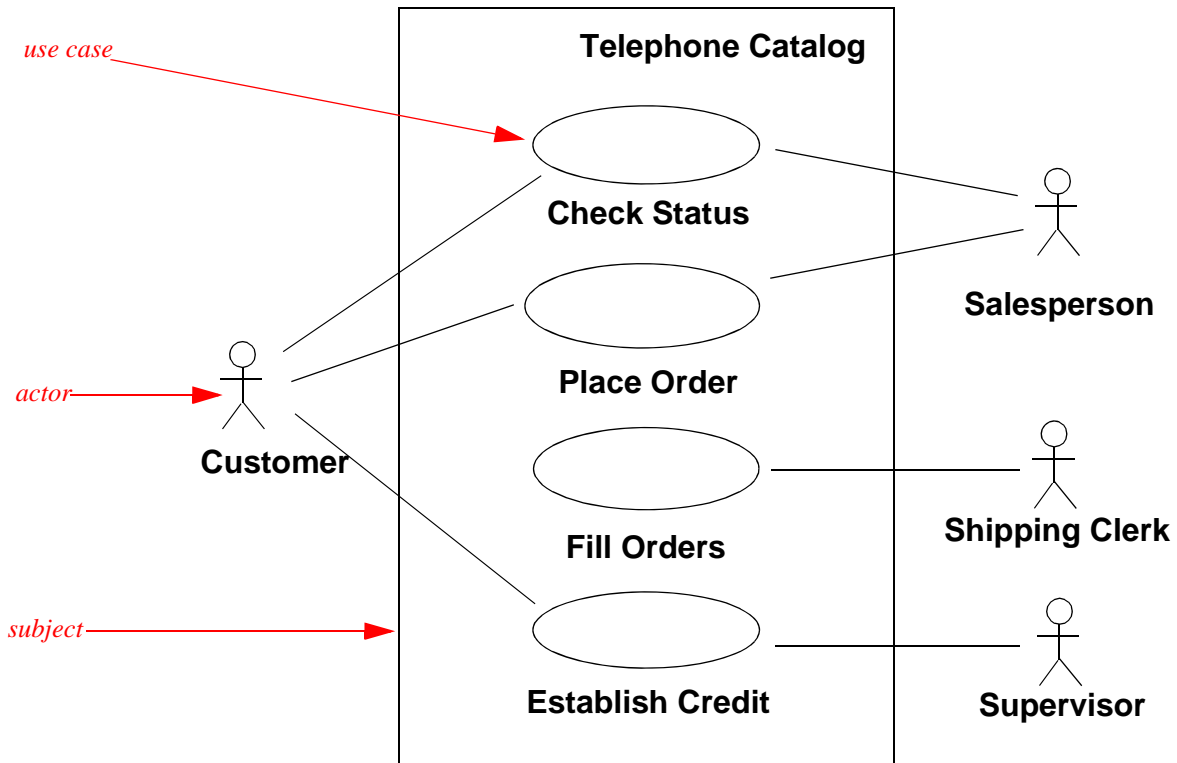 use case
Telephone Catalog
Check Status
Salesperson
Place Order
actor
Customer
Shipping Clerk
Fill Orders
subject
Establish Credit
Supervisor